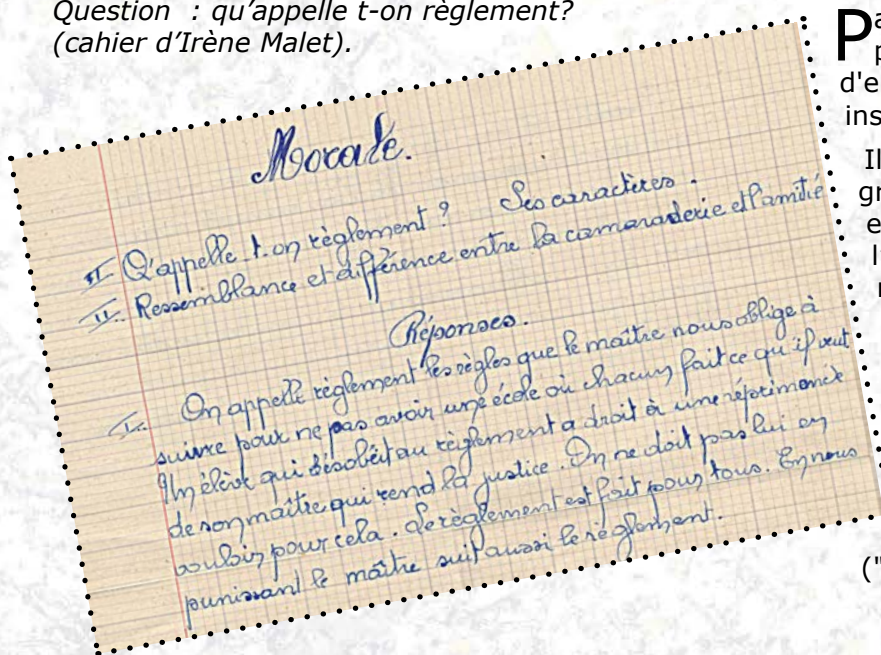 Question : qu'appelle t-on règlement?
(cahier d'Irène Malet).
Morale.
I. Q'appelle t.on règlement ? Ses caractères.
II. Ressemblance et différence entre la camaraderie et l'amitié
Réponses.
I. On appelle règlement les règles que le maître nous oblige à
suivre pour ne pas avoir une école où chacun fait ce qu'il veut
Un élève qui désobéit au règlement a droit à une réprimande
de son maître qui rend la justice. On ne doit pas lui en
vouloir pour cela. Le règlement est fait pour tous. En nous
punissant le maître suit aussi le règlement.
P
d'e
ins
Il
gr
e
("